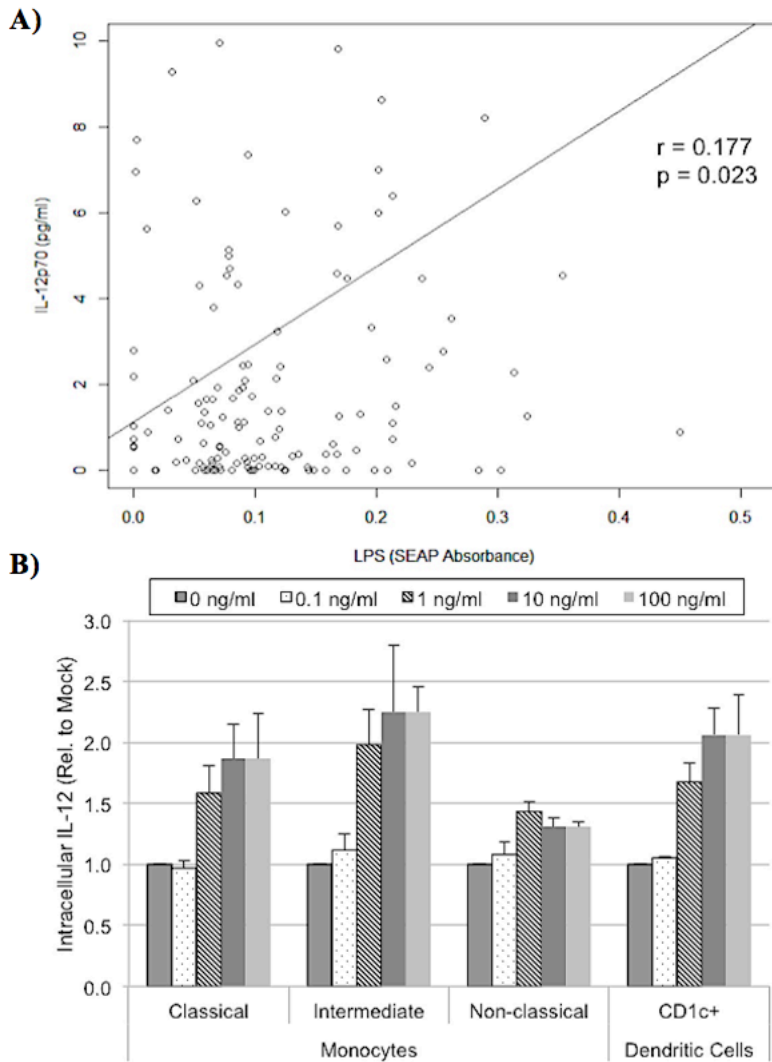 A)
10
8
6
4
2
0
IL-12p70 (pg/ml)
r = 0.177
p = 0.023
0.0 0.1 0.2 0.3 0.4 0.5
LPS (SEAP Absorbance)
B)
0 ng/ml 0.1 ng/ml 1 ng/ml 10 ng/ml 100 ng/ml
3.0
2.5
2.0
1.5
1.0
0.5
0.0
Intracellular IL-12 (Rel. to Mock)
Classical Intermediate Non-classical CD1c+
Monocytes Dendritic Cells